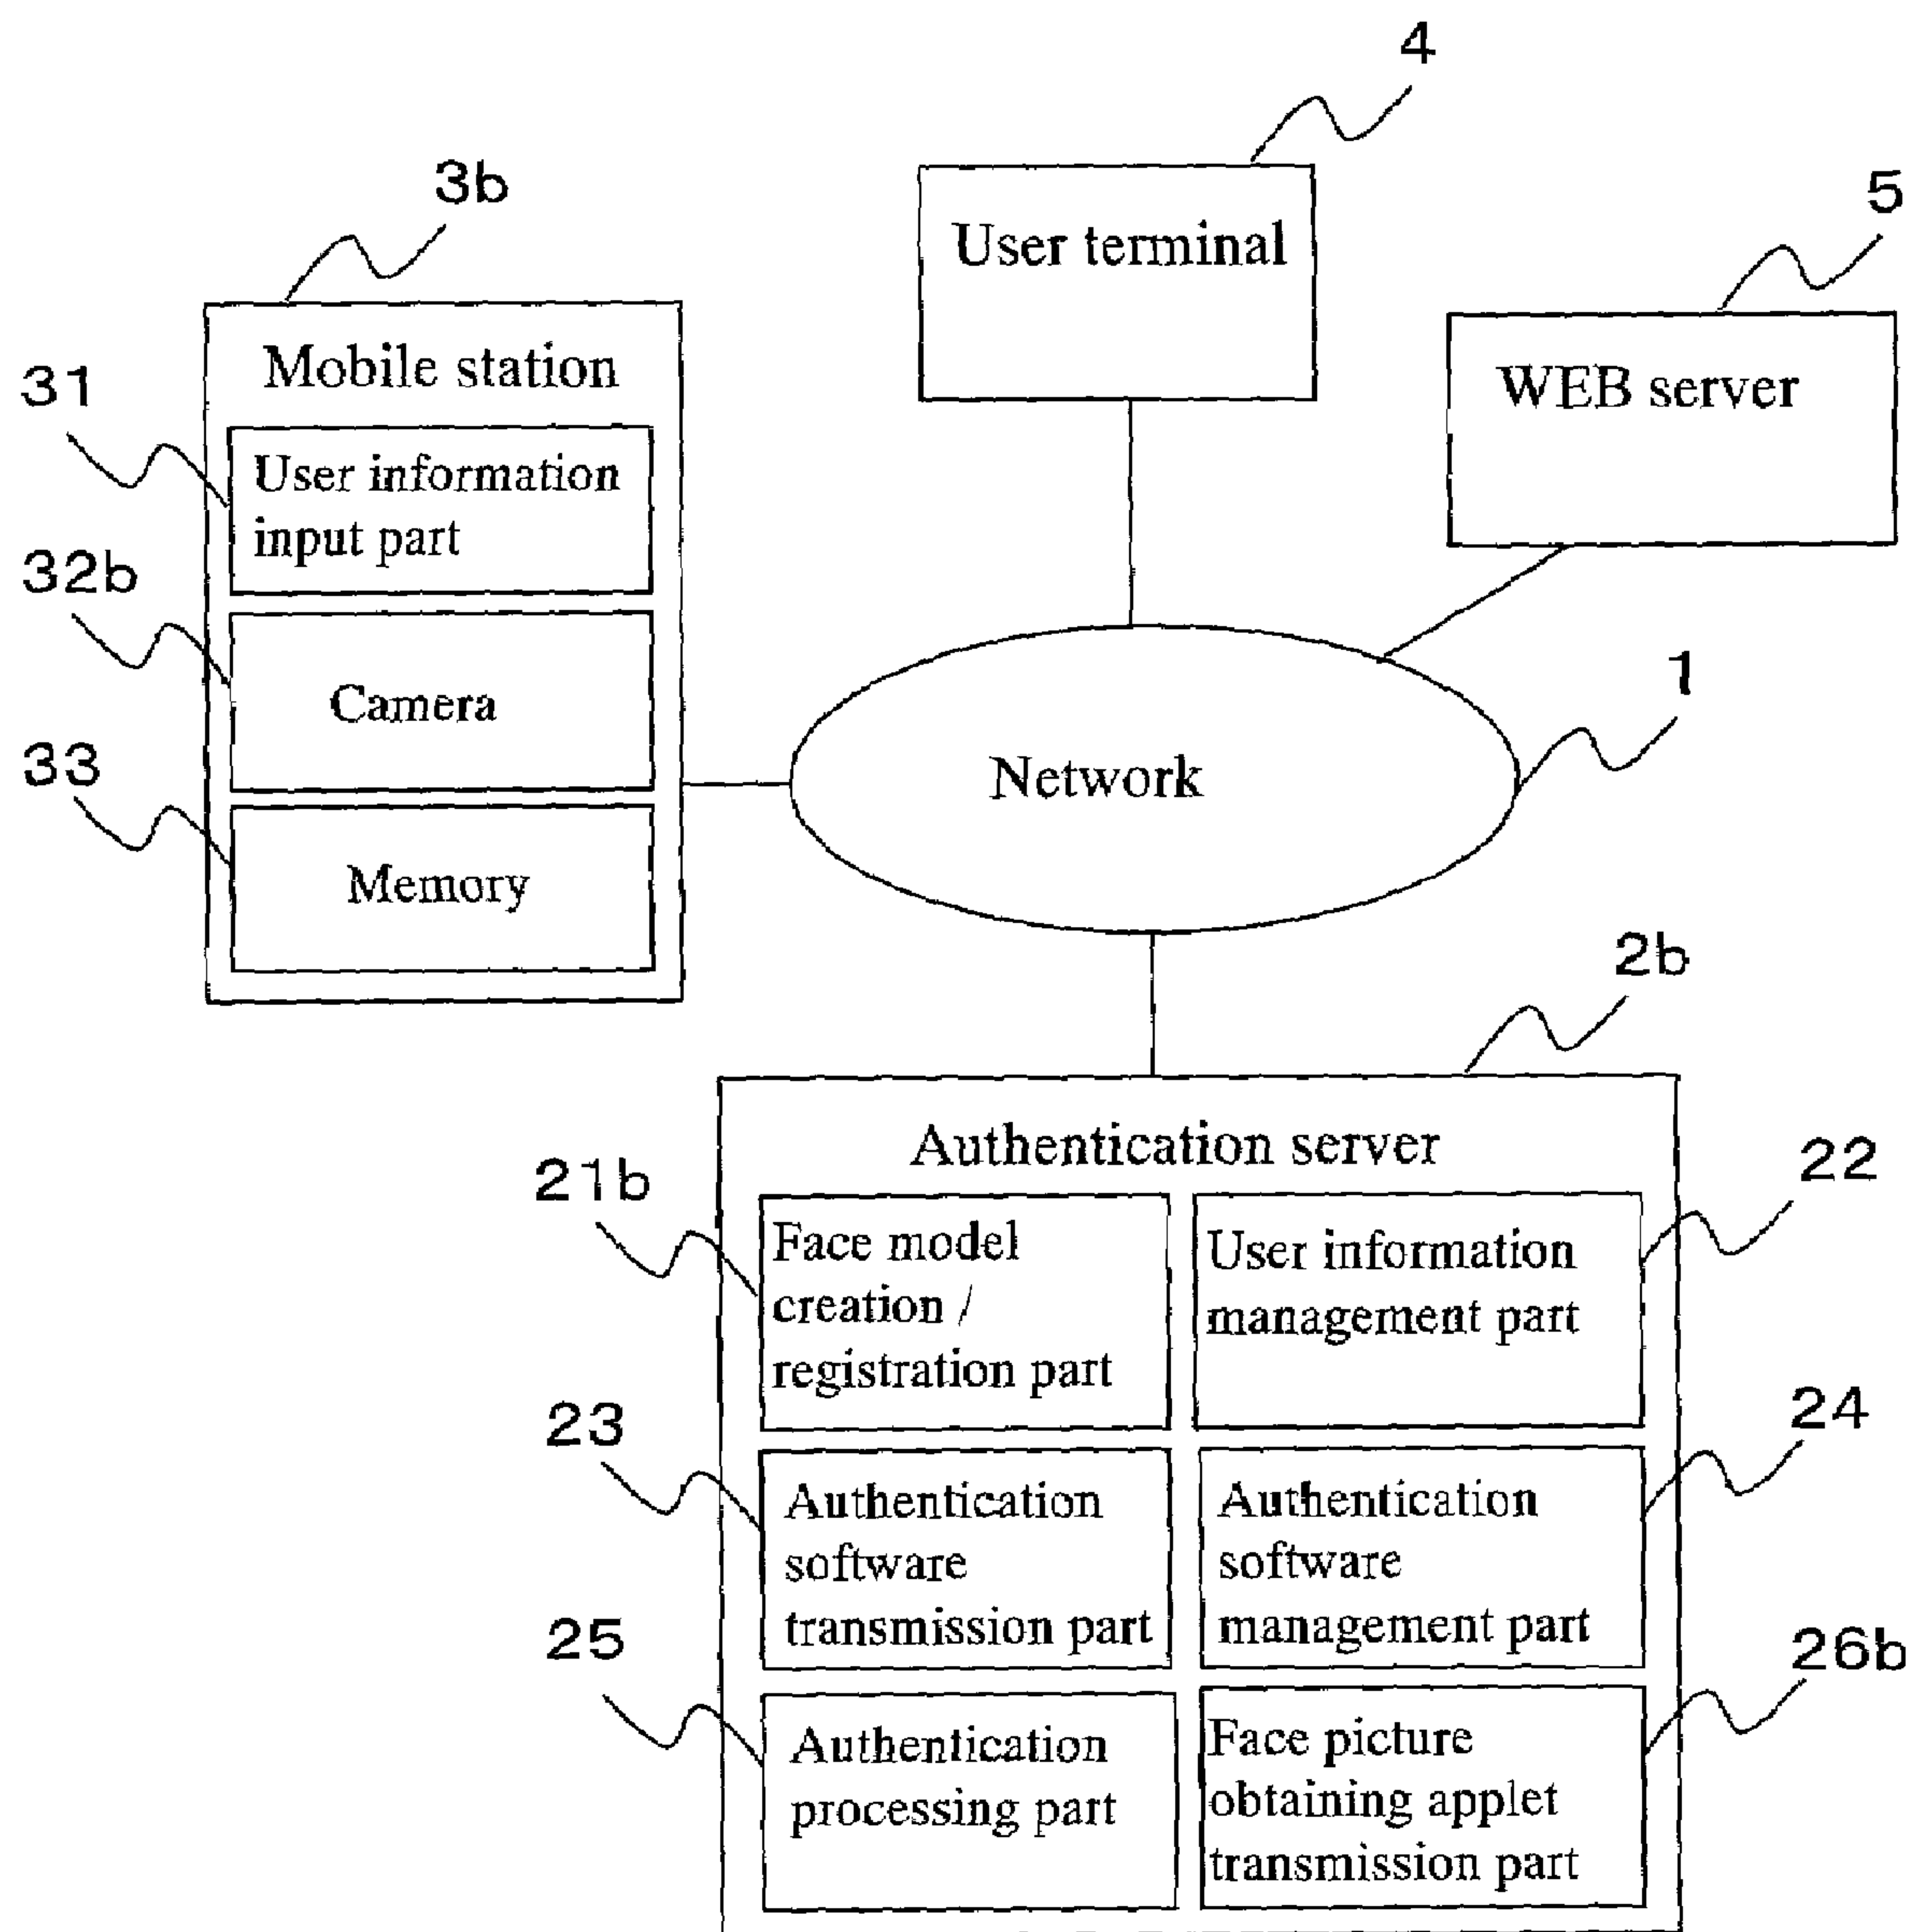 4
User terminal
5
WEB server
3b
Mobile station
31
User information
input part
32b
Camera
33
Memory
1
Network
2b
Authentication server
21b
Face model
creation /
registration part
22
User information
management part
23
Authentication
software
transmission part
24
Authentication
software
management part
25
Authentication
processing part
26b
Face picture
obtaining applet
transmission part